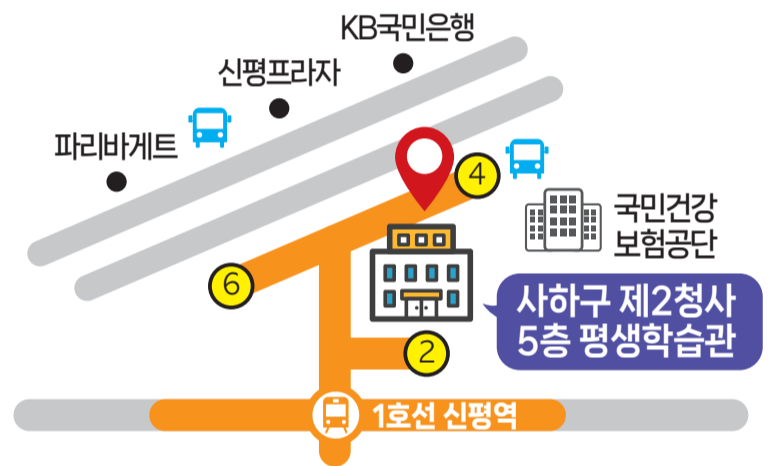 KB국민은행
신평프라자
파리바게트
4
국민건강
보험공단
6
사하구 제2청사
5층 평생학습관
2
1호선 신평역